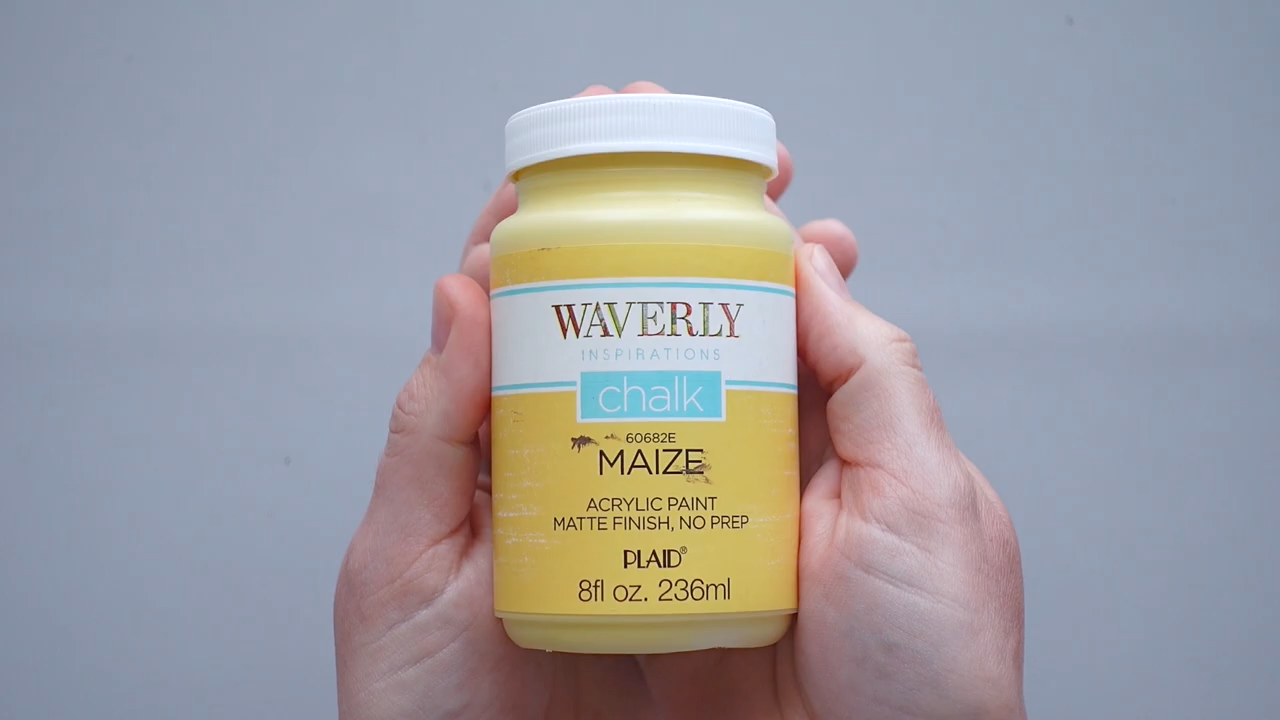 WAVERLY
INSPIRATIONS
chalk
60682E
MAIZE
ACRYLIC PAINT
MATTE FINISH, NO PREP
PLAID®
8fl oz. 236ml